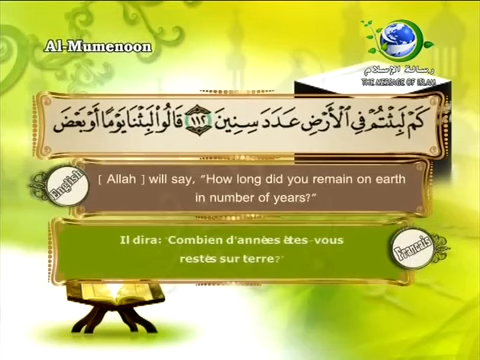 Al-Mumenoon
رسالة الإسلام
THE MESSAGE OF ISLAM
كَمْ لَبِثْتُمْ فِي الْأَرْضِ عَدَدَ سِنِينَ ١١٢ قَالُوا لَبِثْنَا يَوْمًا أَوْ بَعْضَ
English
[ Allah ] will say, "How long did you remain on earth
in number of years?"
Il dira: "Combien d'années êtes-vous
restés sur terre?"
Francais